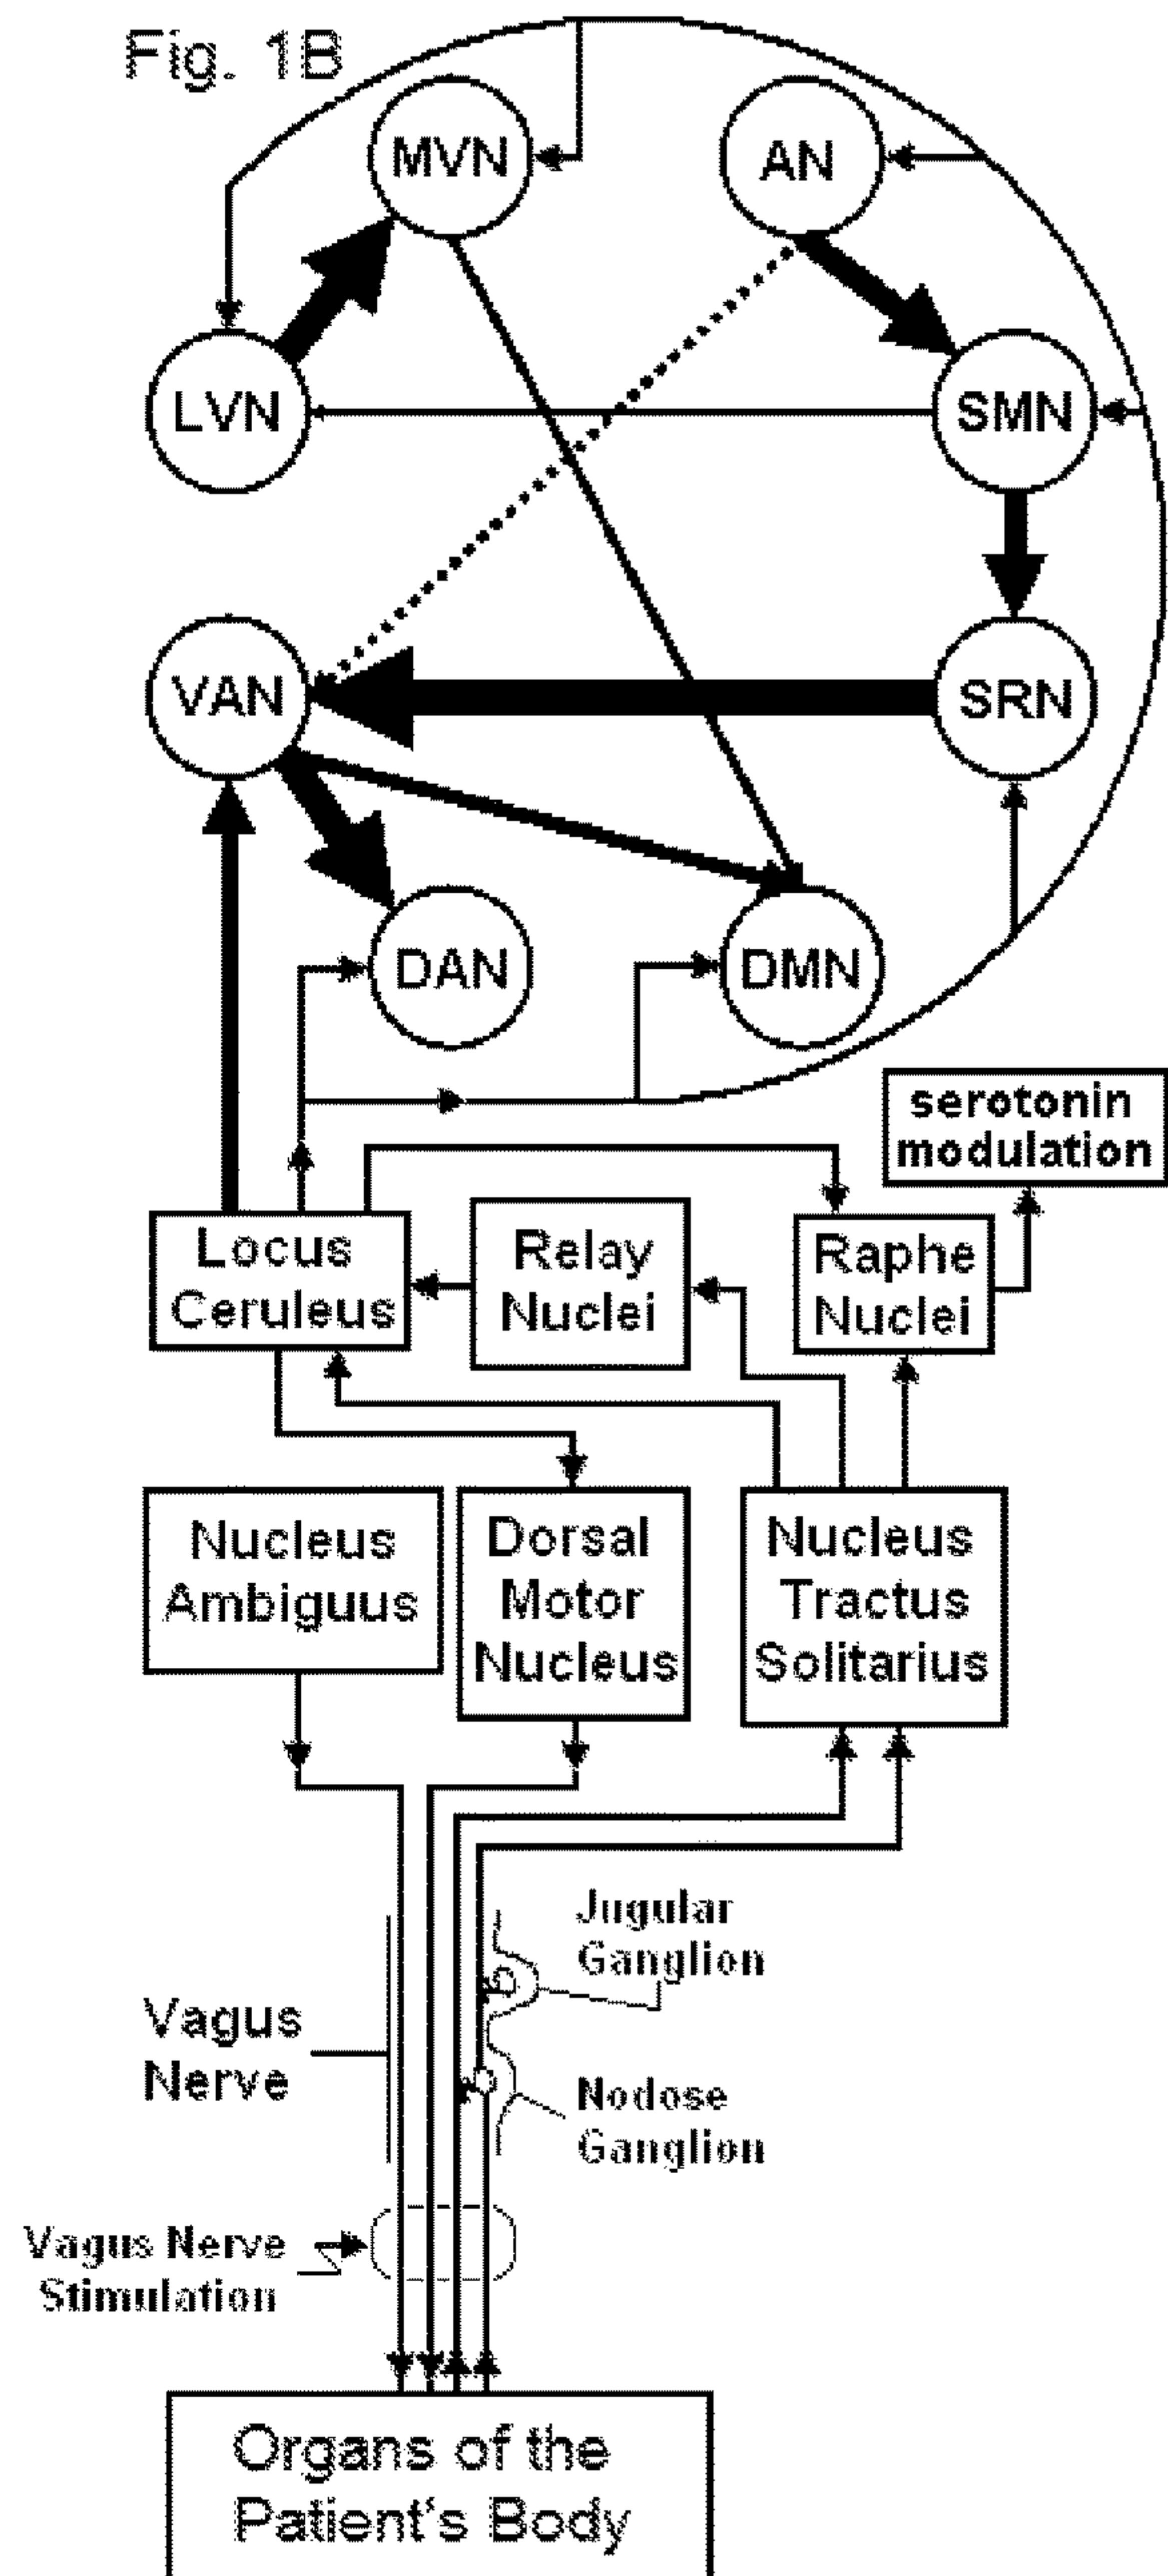 Fig. 1B
MVN
AN
LVN
SMN
VAN
SRN
DAN
DMN
serotonin
modulation
Locus
Ceruleus
Relay
Nuclei
Raphe
Nuclei
Nucleus
Ambiguus
Dorsal
Motor
Nucleus
Nucleus
Tractus
Solitarius
Jugular
Ganglion
Vagus
Nerve
Nodose
Ganglion
Vagus Nerve
Stimulation
Organs of the
Patient's Body